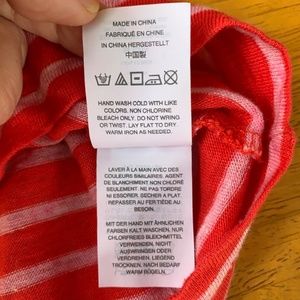 MADE IN CHINA
FABRIQUÉ EN CHINE
IN CHINA HERGESTELLT
中国製
HAND WASH COLD WITH LIKE
COLORS. NON CHLORINE
BLEACH ONLY. DO NOT WRING
OR TWIST. LAY FLAT TO DRY
WARM IRON AS NEEDED.
LAVER À LA MAIN AVEC DES
COULEURS SIMILAIRES. AGENT
DE BLANCHIMENT NON CHLORÉ
SEULEMENT. NE PAS TORDRE
NI ESSORER. SÉCHER A PLAT.
REPASSER AU FER TIÈDE AU
BESOIN.
MIT DER HAND MIT ÄHNLICHEN
FARBEN KALT WASCHEN, NUR
CHLORFREIES BLEICHMITTEL
VERWENDEN, NICHT
AUSWRINGEN, LIEGEND
TROCKNEN, NACH BEDARF
WARM BÜGELN.